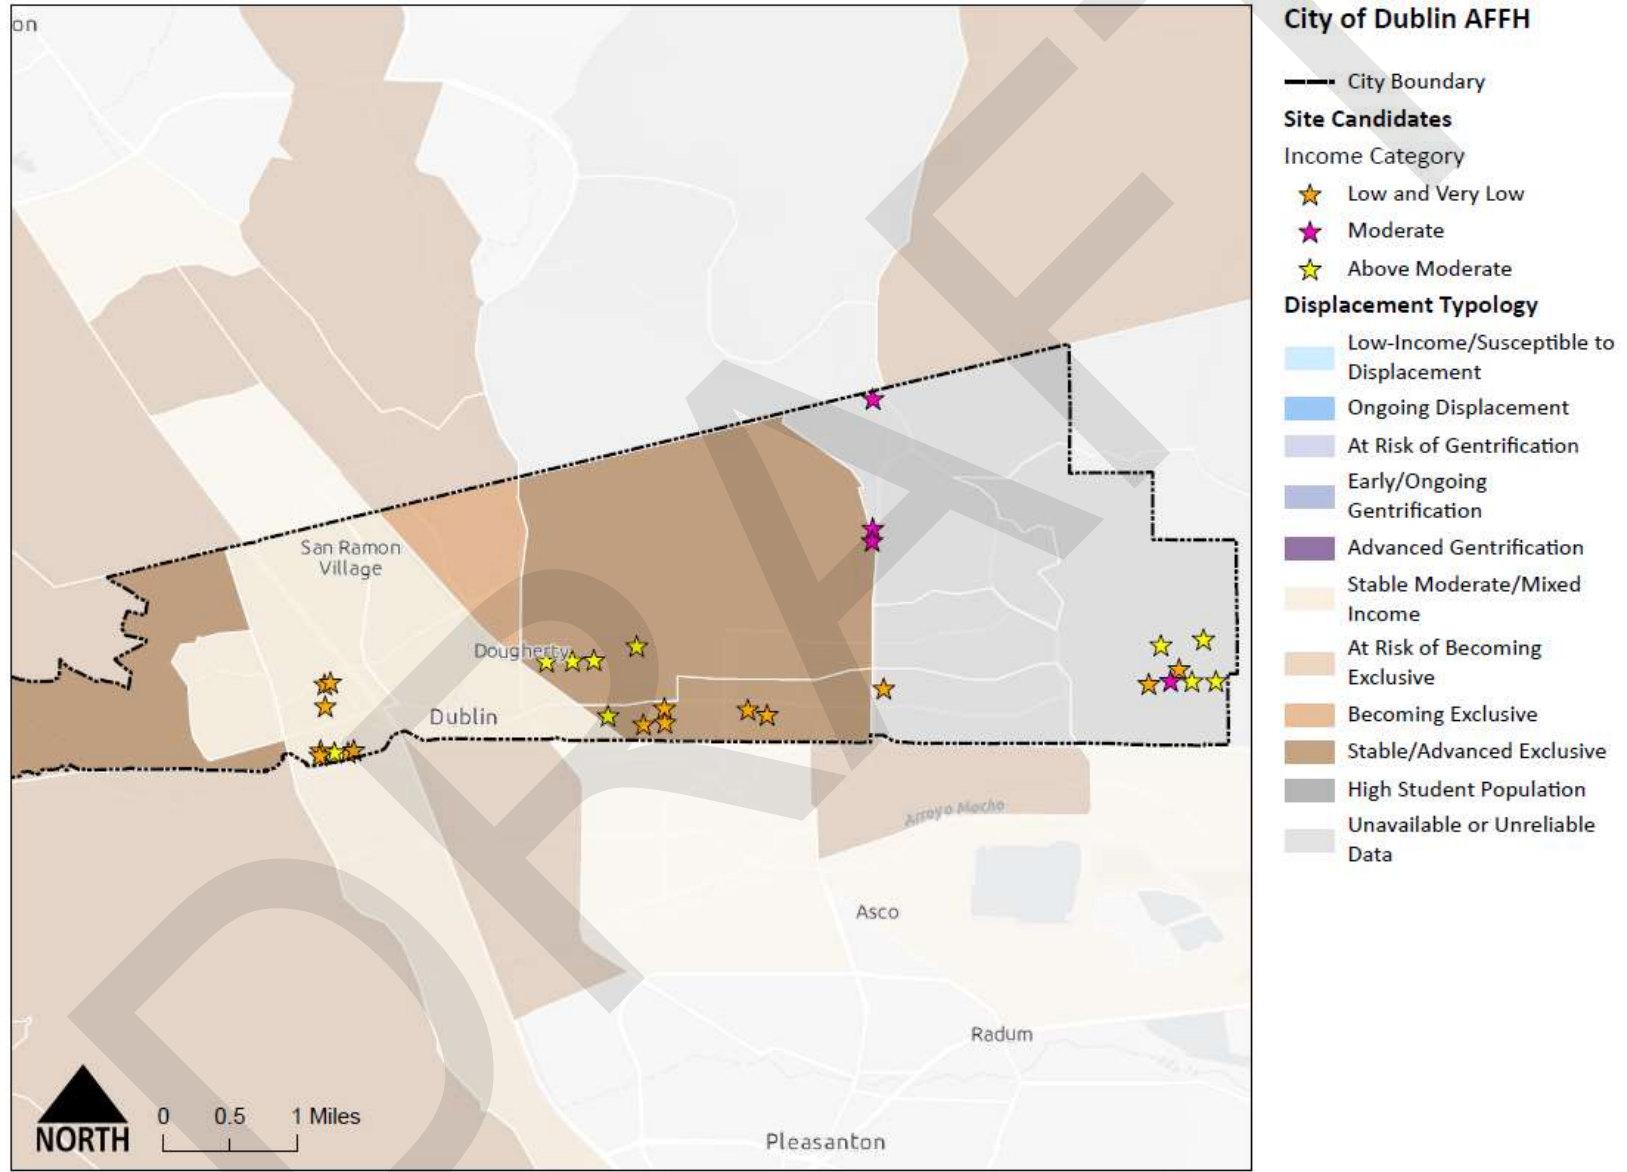 on
San Ramon
Village
Dougherty
Dublin
Arroyo Mocho
Asco
Radum
Pleasanton
NORTH
0 0.5 1 Miles
DRAFT
City of Dublin AFFH
City Boundary
Site Candidates
Income Category
Low and Very Low
Moderate
Above Moderate
Displacement Typology
Low-Income/Susceptible to
Displacement
Ongoing Displacement
At Risk of Gentrification
Early/Ongoing
Gentrification
Advanced Gentrification
Stable Moderate/Mixed
Income
At Risk of Becoming
Exclusive
Becoming Exclusive
Stable/Advanced Exclusive
High Student Population
Unavailable or Unreliable
Data